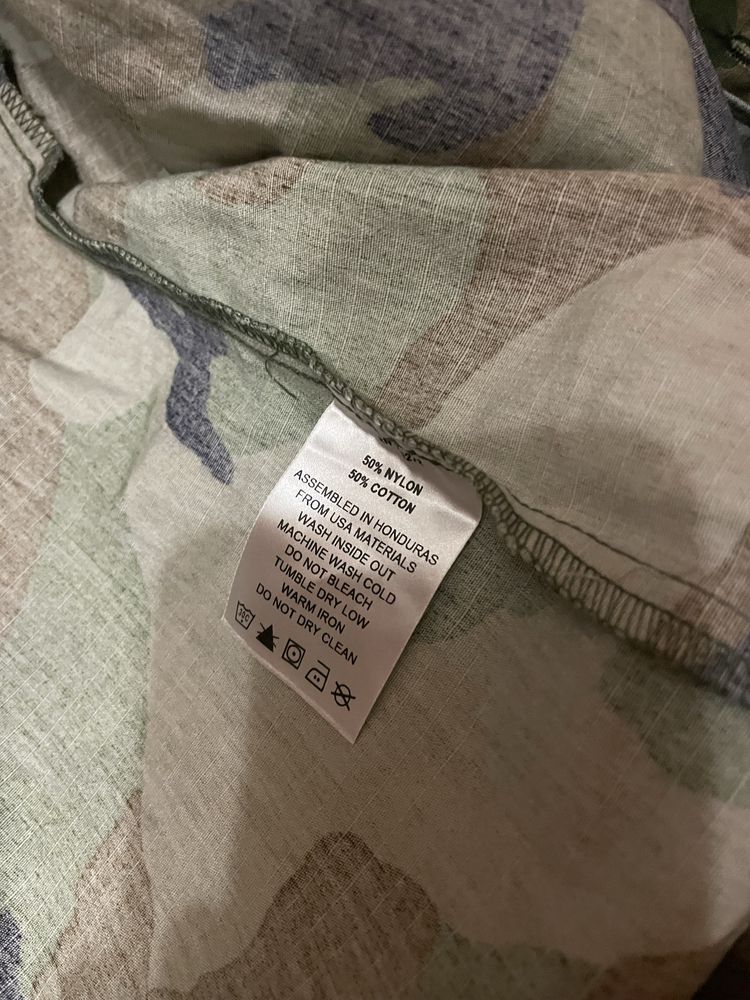 50% NYLON
50% COTTON
ASSEMBLED IN HONDURAS
FROM USA MATERIALS
WASH INSIDE OUT
MACHINE WASH COLD
DO NOT BLEACH
TUMBLE DRY LOW
WARM IRON
DO NOT DRY CLEAN
30C